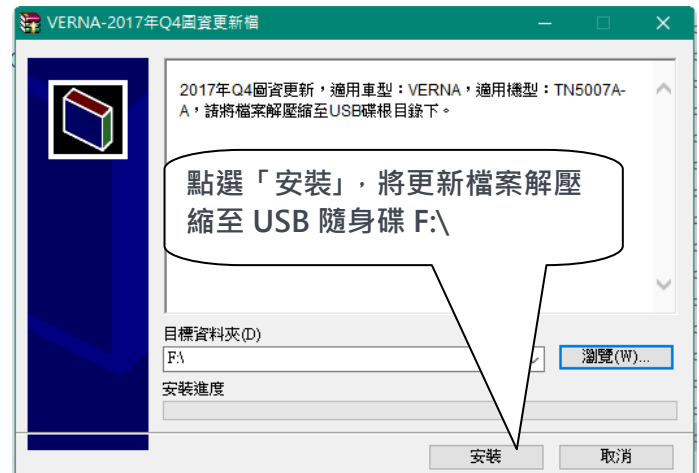 VERNA-2017年Q4圖資更新檔
2017年Q4圖資更新，適用車型：VERNA，適用機型：TN5007A-
A，請將檔案解壓縮至USB碟根目錄下。
點選「安裝」，將更新檔案解壓
縮至 USB 隨身碟 F:\
目標資料夾(D)
F:\
瀏覽(W)...
安裝進度
安裝
取消